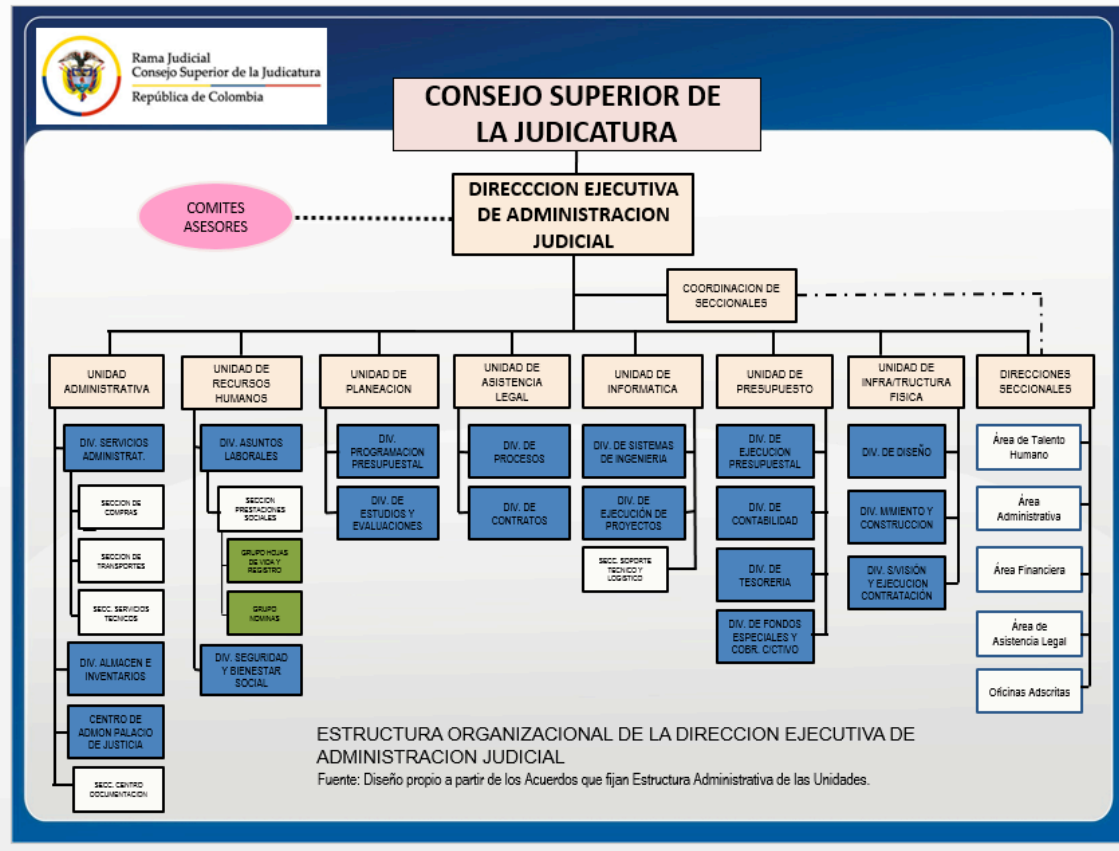 Rama Judicial
Consejo Superior de la Judicatura
República de Colombia
CONSEJO SUPERIOR DE
LA JUDICATURA
DIRECCCION EJECUTIVA
DE ADMINISTRACION
JUDICIAL
COMITES
ASESORES
COORDINACION DE
SECCIONALES
UNIDAD
ADMINISTRATIVA
UNIDAD DE
RECURSOS
HUMANOS
UNIDAD DE
PLANEACION
UNIDAD DE
ASISTENCIA
LEGAL
UNIDAD DE
INFORMATICA
UNIDAD DE
PRESUPUESTO
UNIDAD DE
INFRA/TRUCTURA
FISICA
DIRECCIONES
SECCIONALES
DIV. SERVICIOS
ADMINISTRAT.
SECCION DE
COMPRAS
SECCION DE
TRANSPORTES
SECC. SERVICIOS
TECNICOS
DIV. ALMACEN E
INVENTARIOS
CENTRO DE
ADMON PALACIO
DE JUSTICIA
SECC. CENTRO
DOCUMENTACION
DIV. ASUNTOS
LABORALES
SECCION
PRESTACIONES
SOCIALES
GRUPO HOJAS
DE VIDA Y
REGISTRO
GRUPO
NOMINAS
DIV. SEGURIDAD
Y BIENESTAR
SOCIAL
DIV.
PROGRAMACION
PRESUPUESTAL
DIV. DE
ESTUDIOS Y
EVALUACIONES
DIV. DE
PROCESOS
DIV. DE
CONTRATOS
DIV. DE SISTEMAS
DE INGENIERIA
DIV. DE
EJECUCIÓN DE
PROYECTOS
SECC. SOPORTE
TECNICO Y
LOGISTICO
DIV. DE
EJECUCION
PRESUPUESTAL
DIV. DE
CONTABILIDAD
DIV. DE
TESORERIA
DIV. DE FONDOS
ESPECIALES Y
COBR. C/CTIVO
DIV. DE DISEÑO
DIV. M/MIENTO Y
CONSTRUCCION
DIV. S/VISIÓN
Y EJECUCION
CONTRATACIÓN
Área de Talento
Humano
Área
Administrativa
Área Financiera
Área de
Asistencia Legal
Oficinas Adscritas
ESTRUCTURA ORGANIZACIONAL DE LA DIRECCION EJECUTIVA DE
ADMINISTRACION JUDICIAL
Fuente: Diseño propio a partir de los Acuerdos que fijan Estructura Administrativa de las Unidades.